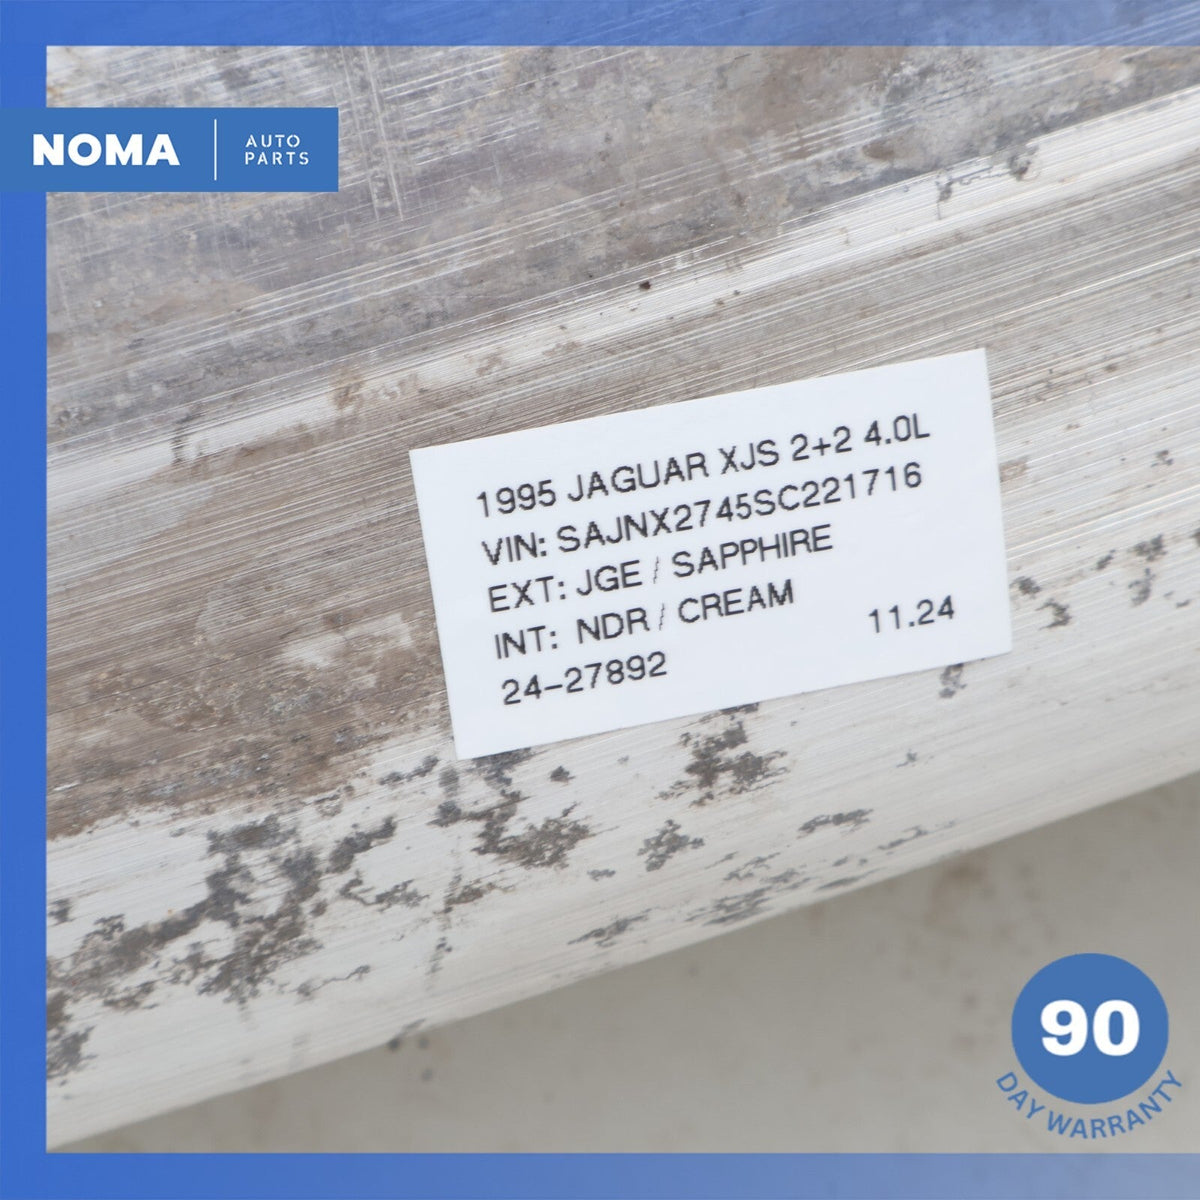 NOMA
AUTO
PARTS
1995 JAGUAR XJS 2+2 4.0L
VIN: SAJNX2745SC221716
EXT: JGE / SAPPHIRE
INT: NDR / CREAM
11.24
24-27892
90
DAY WARRANTY